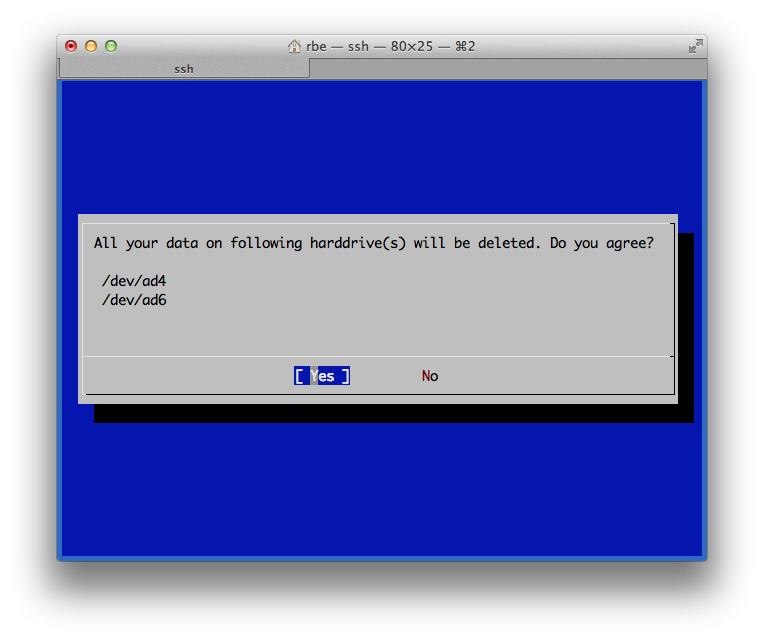 rbe — ssh — 80×25 — ⌘2
ssh
All your data on following harddrive(s) will be deleted. Do you agree?
/dev/ad4
/dev/ad6
[ Yes ] No